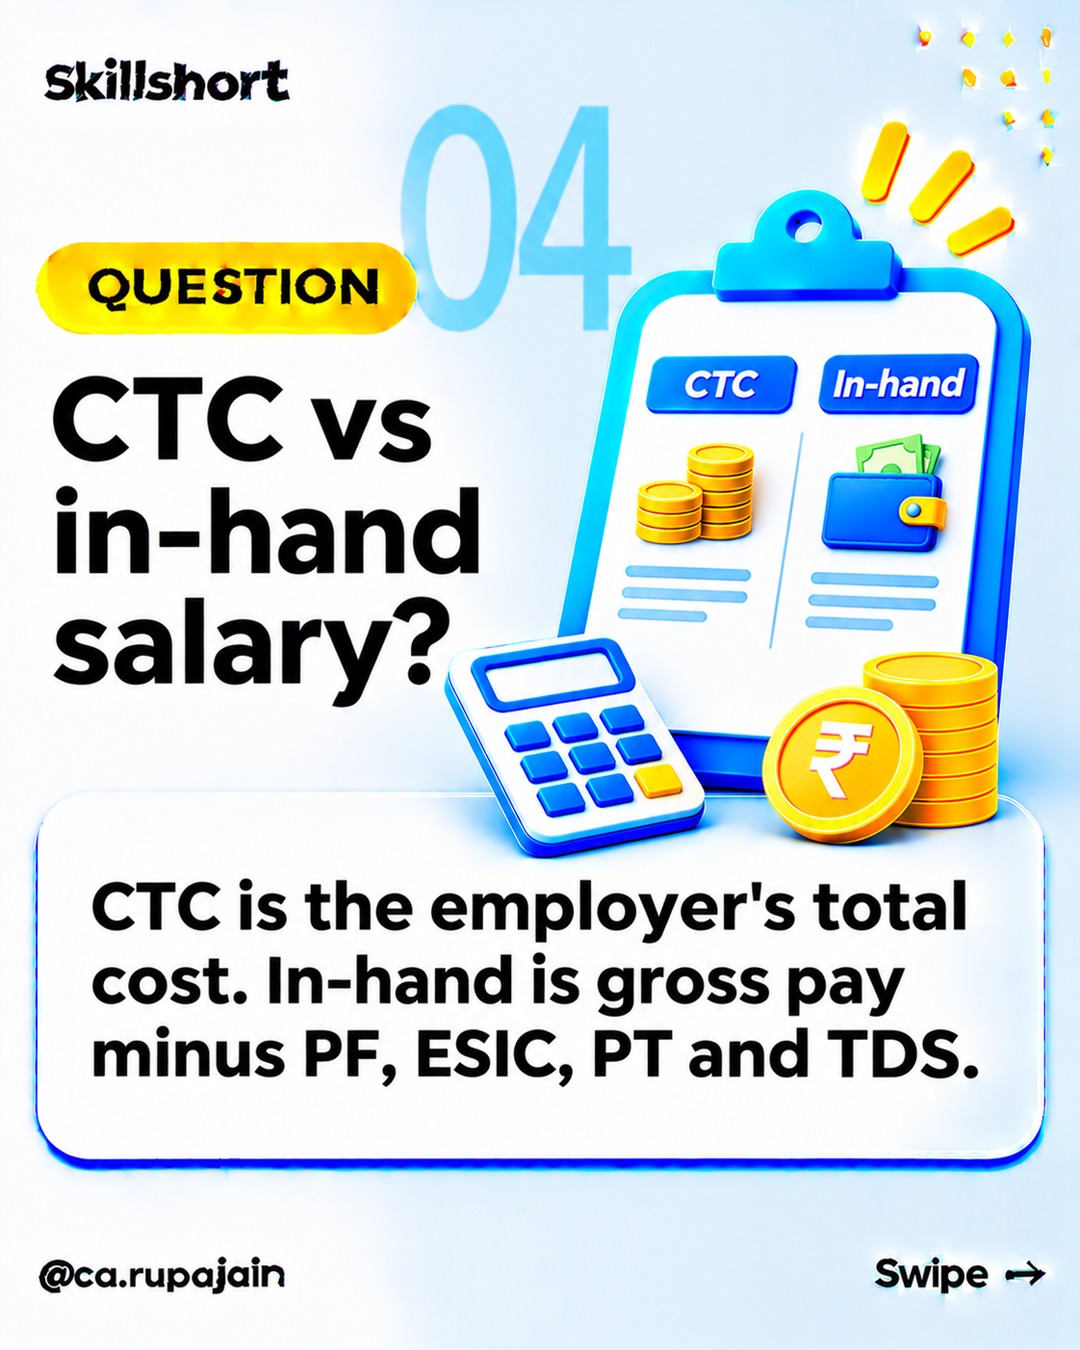 Skillshort
04
QUESTION
CTC vs
in-hand
salary?
CTC
In-hand
₹
CTC is the employer's total
cost. In-hand is gross pay
minus PF, ESIC, PT and TDS.
@ca.rupajain
Swipe →